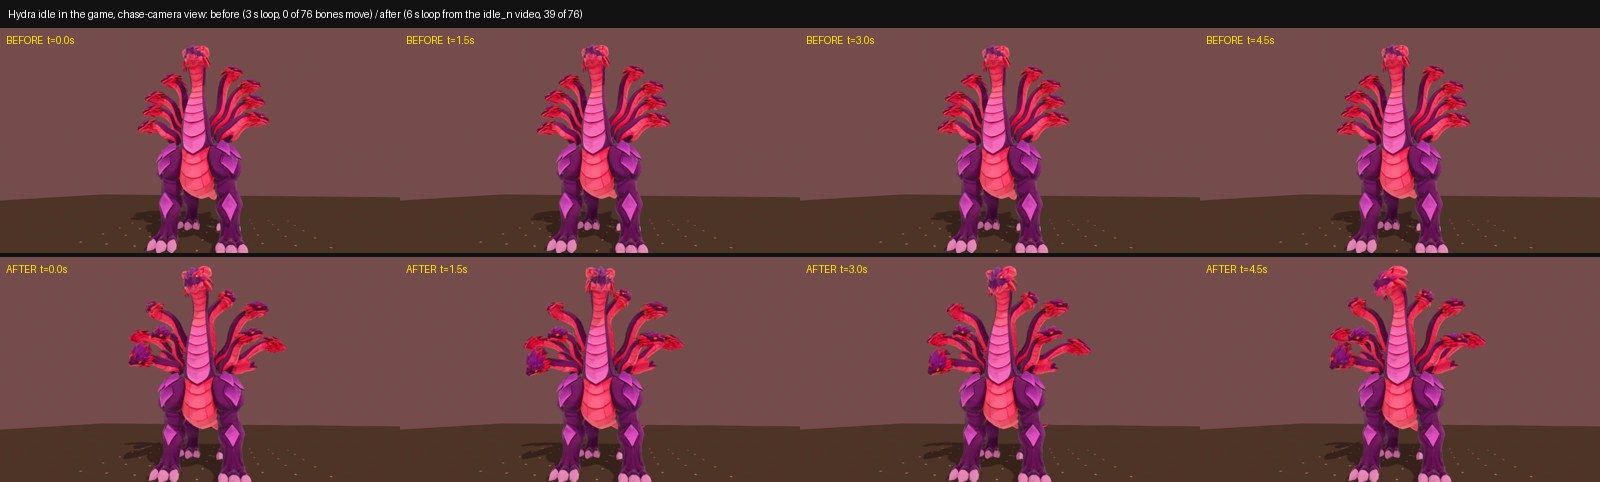 Hydra idle in the game, chase-camera view: before (3 s loop, 0 of 76 bones move) / after (6 s loop from the idle_n video, 39 of 76)
BEFORE t=0.0s
BEFORE t=1.5s
BEFORE t=3.0s
BEFORE t=4.5s
AFTER t=0.0s
AFTER t=1.5s
AFTER t=3.0s
AFTER t=4.5s